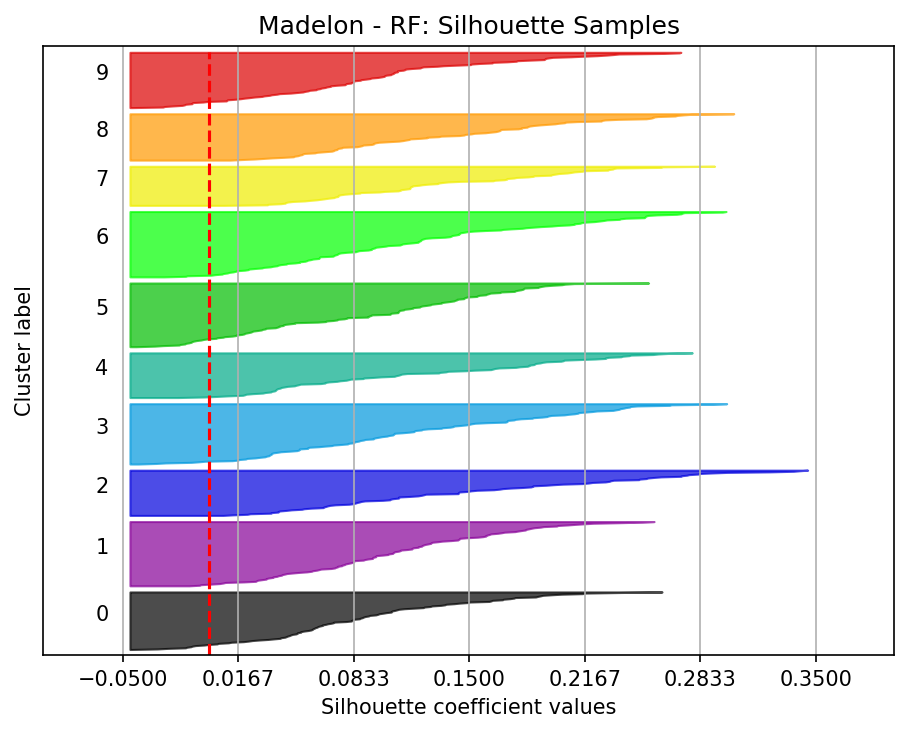 Madelon - RF: Silhouette Samples
9
8
7
6
5
4
3
2
1
0
Cluster label
−0.0500 0.0167 0.0833 0.1500 0.2167 0.2833 0.3500
Silhouette coefficient values